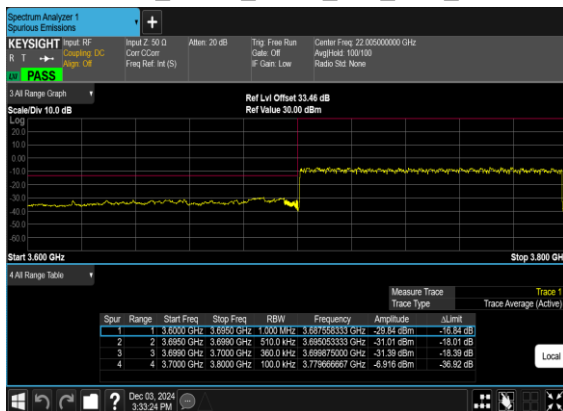 Spectrum Analyzer 1
Spurious Emissions
KEYSIGHT Input: RF Input Z: 50 Ω Atten: 20 dB Trig: Free Run Center Freq: 22.005000000 GHz
R T Coupling: DC Corr CCorr Gate: Off Avg|Hold: 100/100
Align: Off Freq Ref: Int (S) IF Gain: Low Radio Std: None
PASS
3 All Range Graph Ref Lvl Offset 33.46 dB
Scale/Div 10.0 dB Ref Value 30.00 dBm
Log
20.0
10.0
0.00
-10.0
-20.0
-30.0
-40.0
-50.0
-60.0
Start 3.600 GHz Stop 3.800 GH
4 All Range Table
Measure Trace Trace 1
Trace Type Trace Average (Active)
Spur Range Start Freq Stop Freq RBW Frequency Amplitude ΔLimit
1 1 3.6000 GHz 3.6950 GHz 1.000 MHz 3.687558333 GHz -29.84 dBm -16.84 dB
2 2 3.6950 GHz 3.6990 GHz 510.0 kHz 3.695053333 GHz -31.01 dBm -18.01 dB
3 3 3.6990 GHz 3.7000 GHz 360.0 kHz 3.699875000 GHz -31.39 dBm -18.39 dB
4 4 3.7000 GHz 3.8000 GHz 100.0 kHz 3.779666667 GHz -6.916 dBm -36.92 dB
Local
Dec 03, 2024
3:33:24 PM